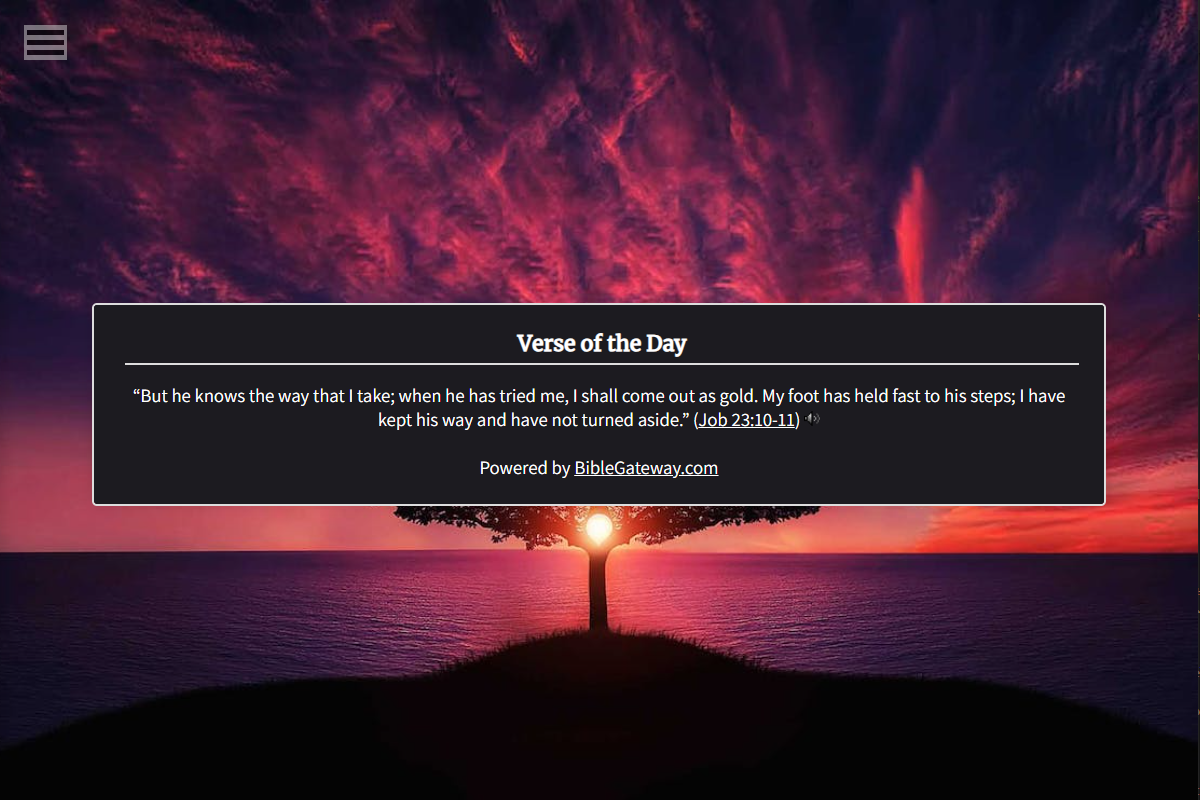 Verse of the Day
“But he knows the way that I take; when he has tried me, I shall come out as gold. My foot has held fast to his steps; I have
kept his way and have not turned aside.” (Job 23:10-11)
Powered by BibleGateway.com